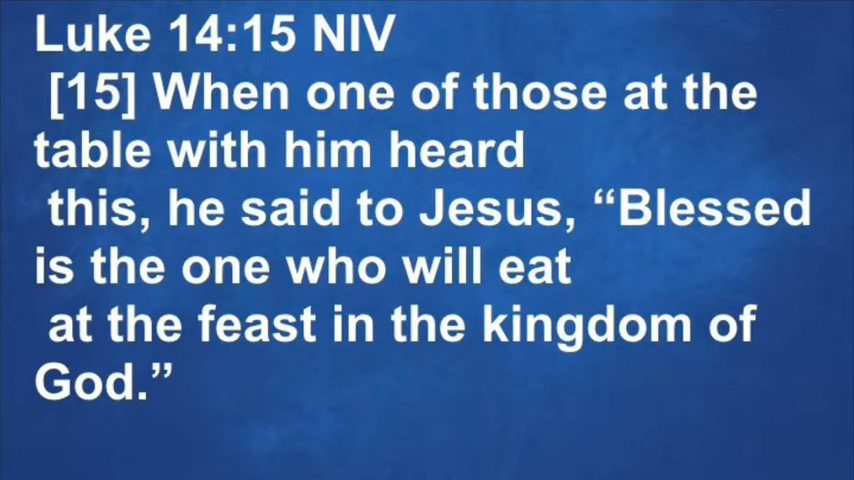 Luke 14:15 NIV
[15] When one of those at the
table with him heard
this, he said to Jesus, “Blessed
is the one who will eat
at the feast in the kingdom of
God.”